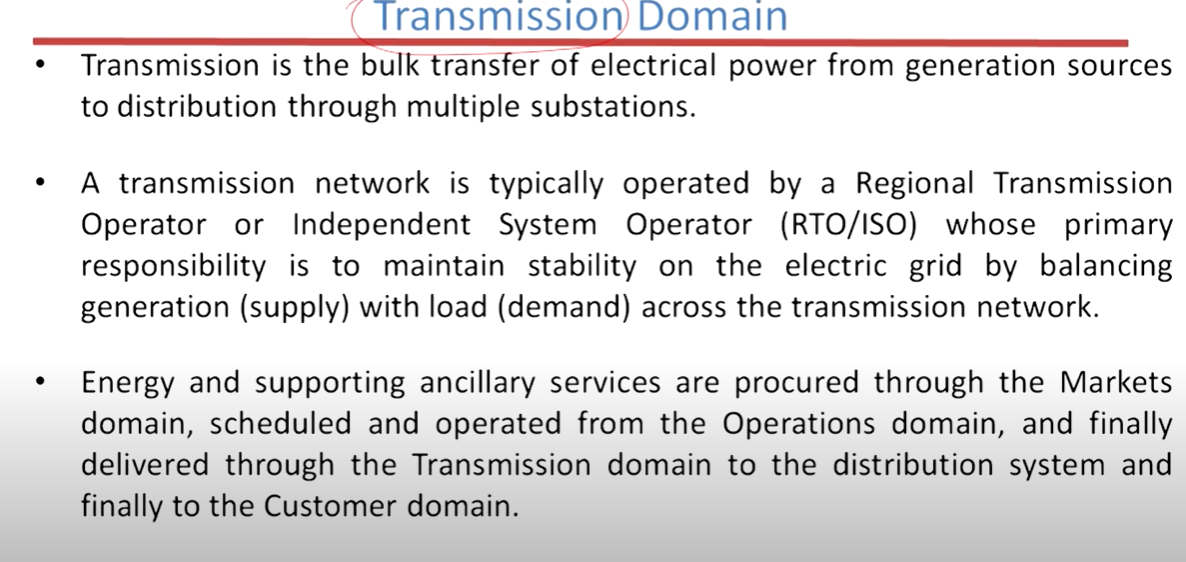 Transmission Domain
• Transmission is the bulk transfer of electrical power from generation sources
to distribution through multiple substations.
• A transmission network is typically operated by a Regional Transmission
Operator or Independent System Operator (RTO/ISO) whose primary
responsibility is to maintain stability on the electric grid by balancing
generation (supply) with load (demand) across the transmission network.
• Energy and supporting ancillary services are procured through the Markets
domain, scheduled and operated from the Operations domain, and finally
delivered through the Transmission domain to the distribution system and
finally to the Customer domain.